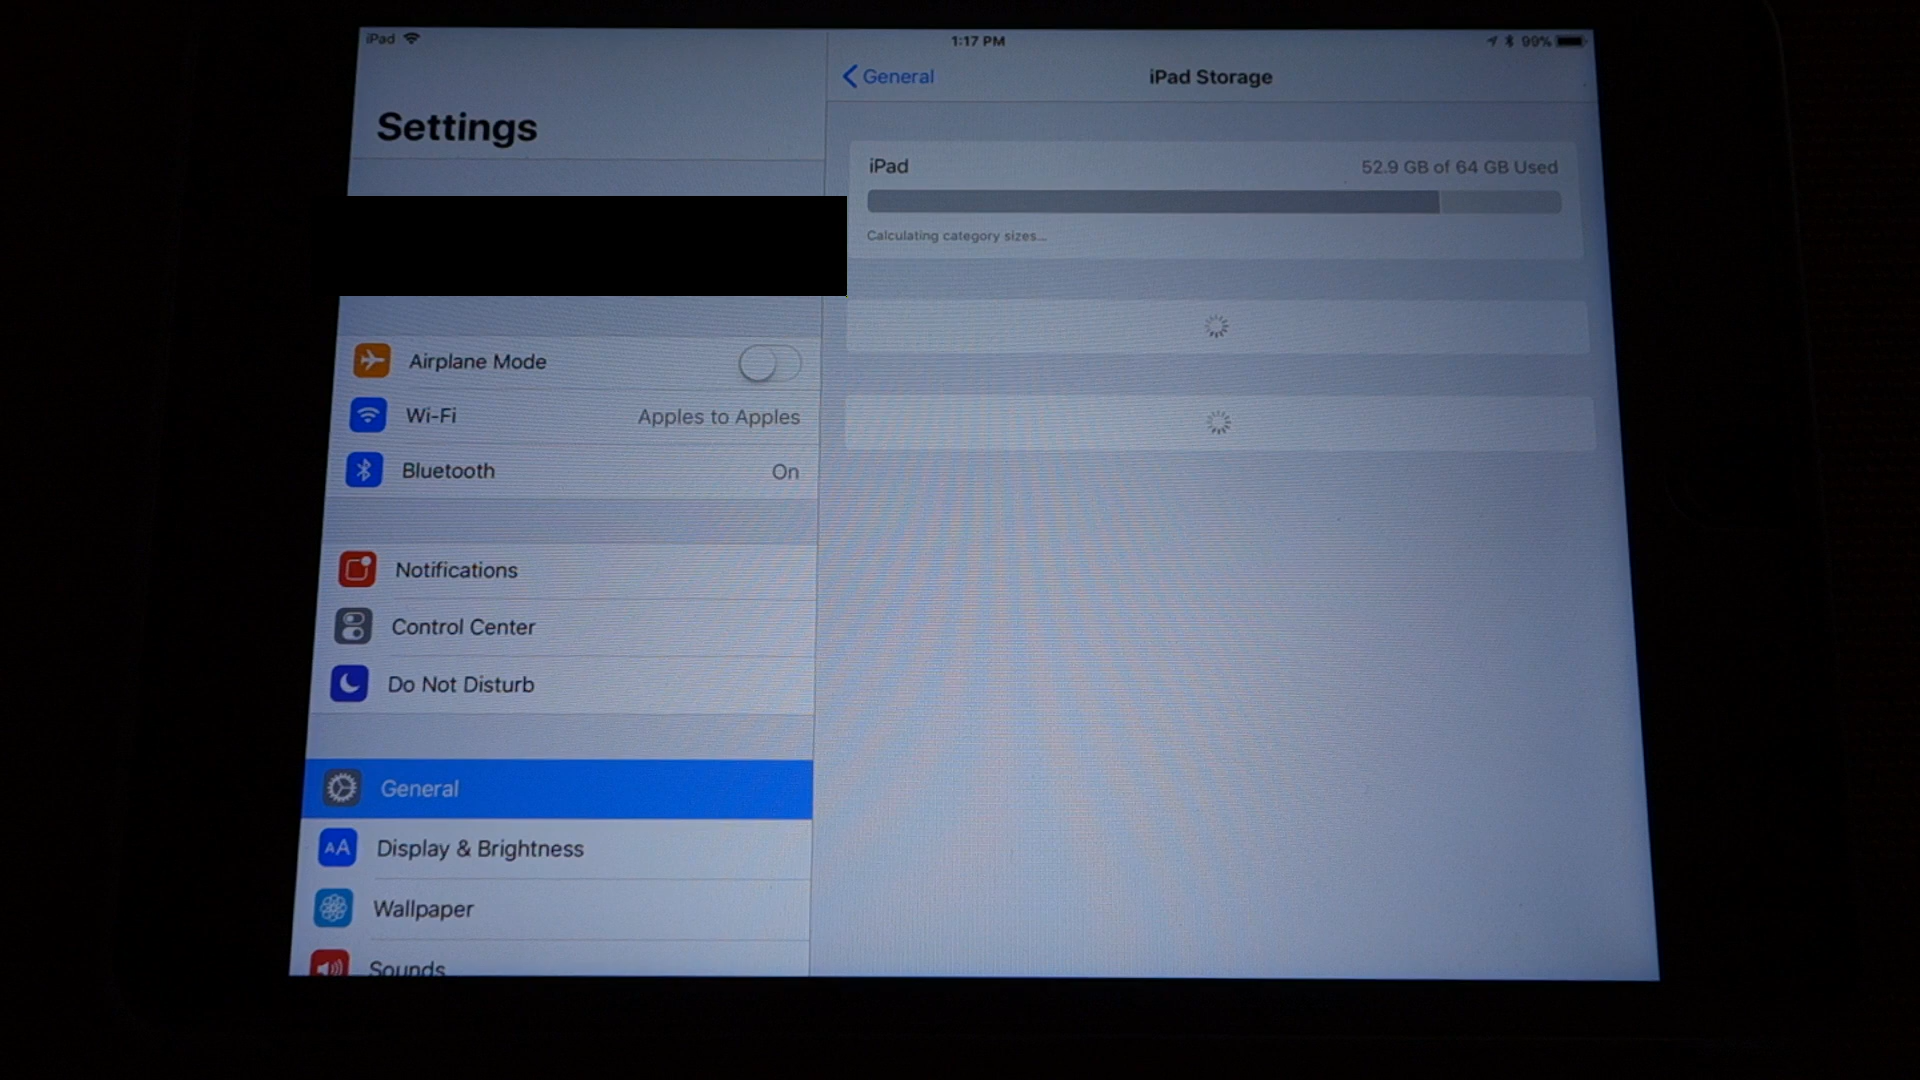 iPad
1:17 PM
99%
Settings
General
iPad Storage
iPad
52.9 GB of 64 GB Used
Calculating category sizes...
Airplane Mode
Wi-Fi
Apples to Apples
Bluetooth
On
Notifications
Control Center
Do Not Disturb
General
AA
Display & Brightness
Wallpaper
Sounds